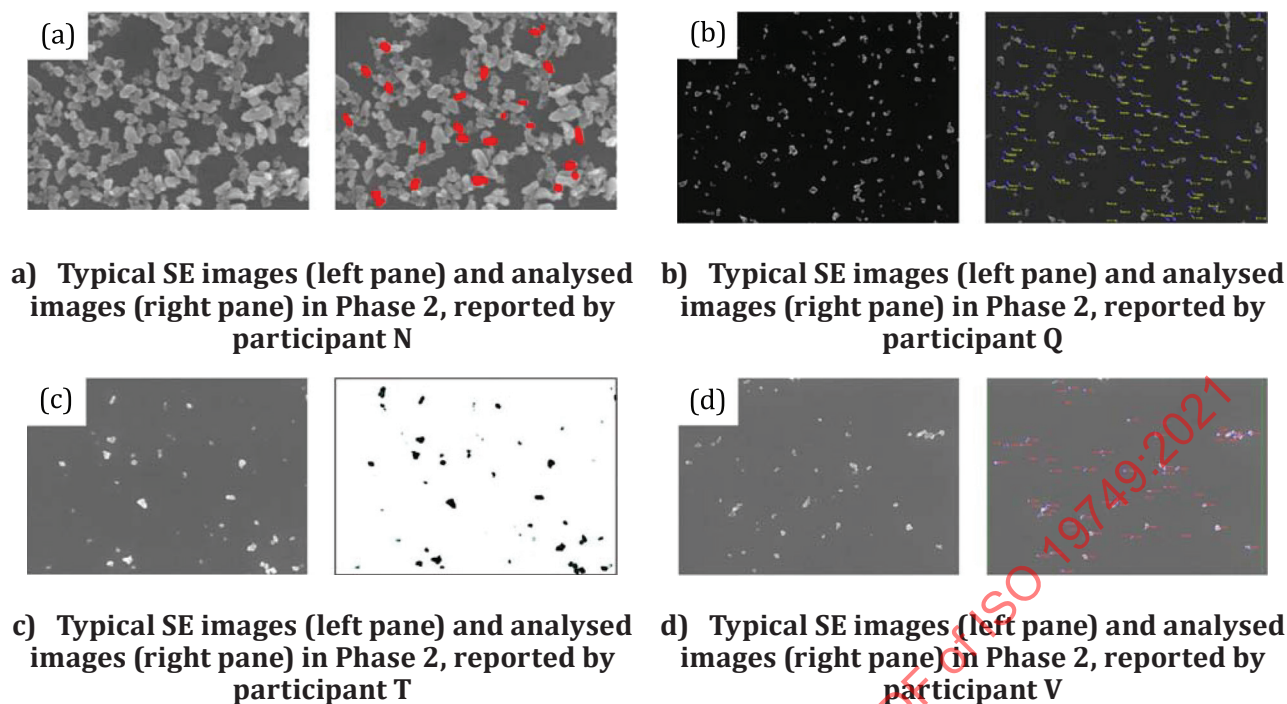 (a)
(b)
a) Typical SE images (left pane) and analysed
images (right pane) in Phase 2, reported by
participant N
b) Typical SE images (left pane) and analysed
images (right pane) in Phase 2, reported by
participant Q
(c)
(d)
c) Typical SE images (left pane) and analysed
images (right pane) in Phase 2, reported by
participant T
d) Typical SE images (left pane) and analysed
images (right pane) in Phase 2, reported by
participant V
of ISO 19749:2021